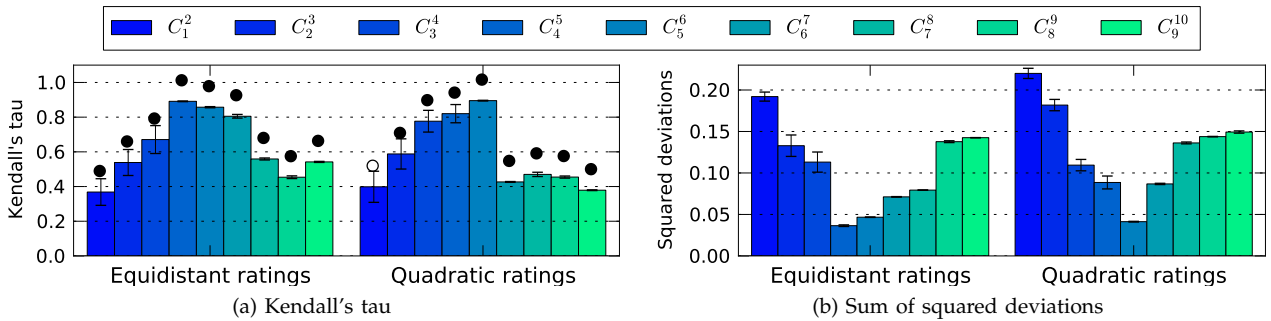 C_1^2 C_2^3 C_3^4 C_4^5 C_5^6 C_6^7 C_7^8 C_8^9 C_9^10
Kendall's tau
1.0
0.8
0.6
0.4
0.2
0.0
Equidistant ratings Quadratic ratings
(a) Kendall's tau
Squared deviations
0.20
0.15
0.10
0.05
0.00
Equidistant ratings Quadratic ratings
(b) Sum of squared deviations